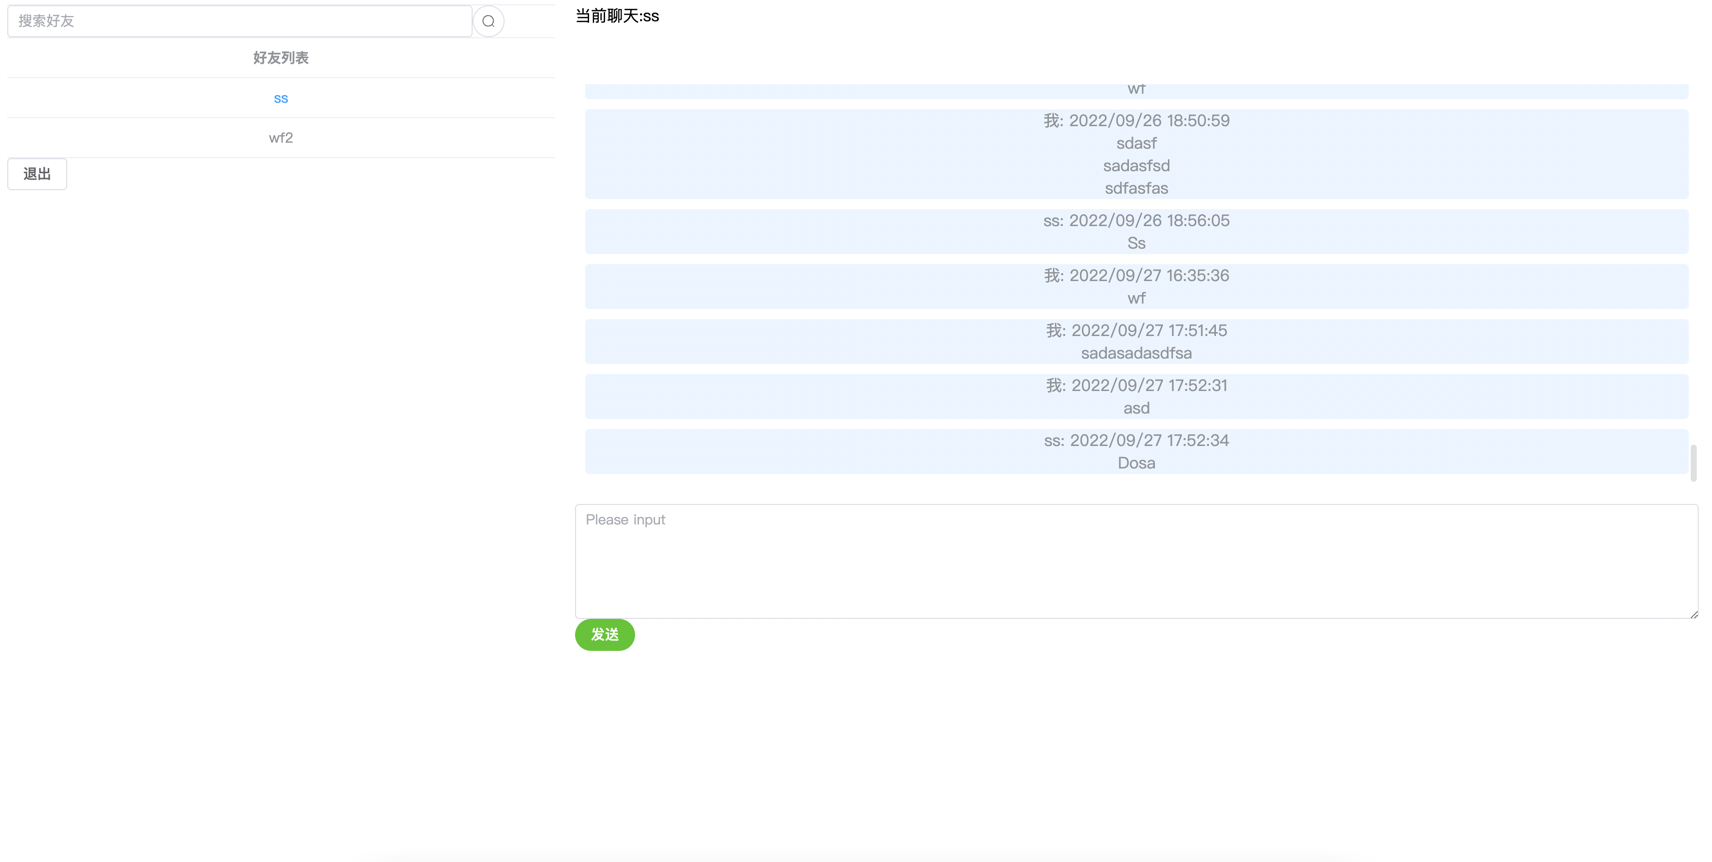 搜索好友
好友列表
ss
wf2
退出
当前聊天:ss
wf
我: 2022/09/26 18:50:59
sdasf
sadasfsd
sdfasfas
ss: 2022/09/26 18:56:05
Ss
我: 2022/09/27 16:35:36
wf
我: 2022/09/27 17:51:45
sadasadasdfsa
我: 2022/09/27 17:52:31
asd
ss: 2022/09/27 17:52:34
Dosa
Please input
发送